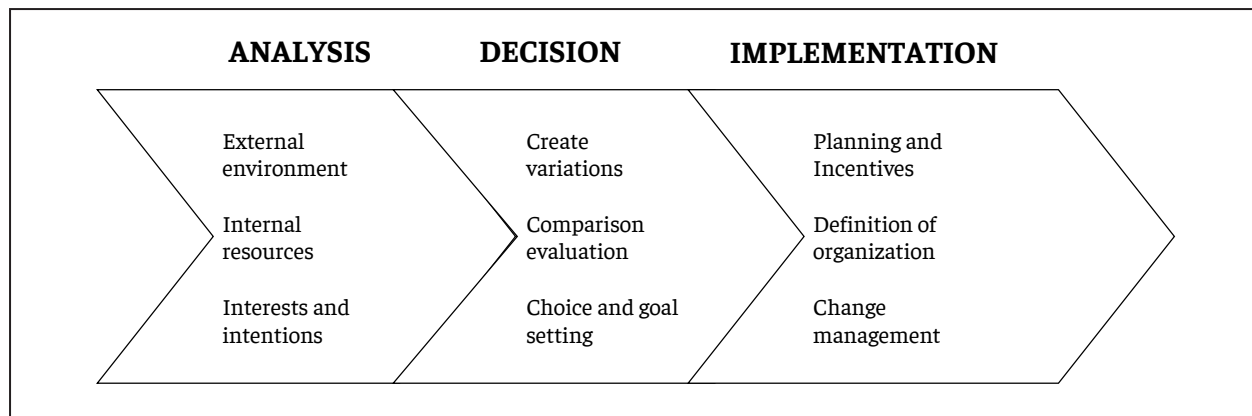 ANALYSIS
DECISION
IMPLEMENTATION
External
environment
Internal
resources
Interests and
intentions
Create
variations
Comparison
evaluation
Choice and goal
setting
Planning and
Incentives
Definition of
organization
Change
management